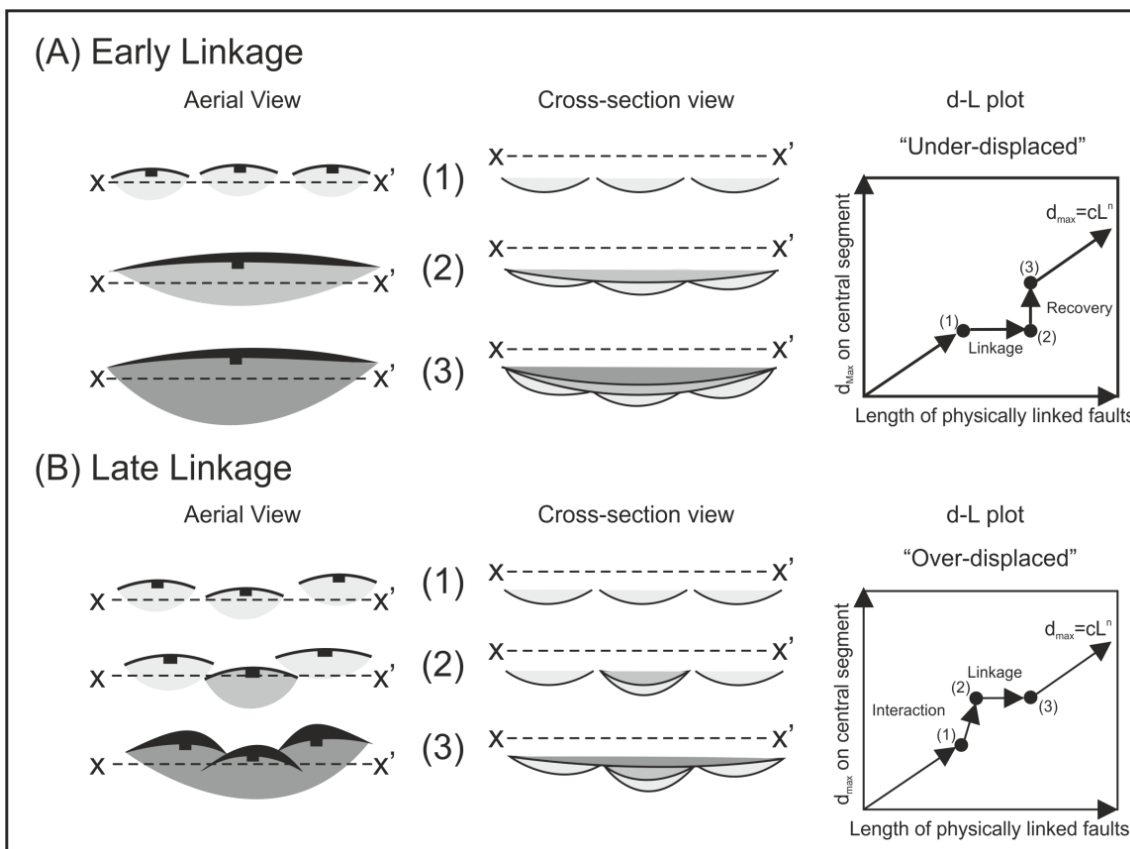 (A) Early Linkage
Aerial View
Cross-section view
d-L plot
"Under-displaced"
X X' (1) X X'
X X' (2) X X'
X X' (3) X X'
d_Max on central segment
d_max=cL^n
(1)
Linkage
(2)
Recovery
(3)
Length of physically linked faults
(B) Late Linkage
Aerial View
Cross-section view
d-L plot
"Over-displaced"
X X' (1) X X'
X X' (2) X X'
X X' (3) X X'
d_max on central segment
d_max=cL^n
Interaction
(1)
(2)
Linkage
(3)
Length of physically linked faults